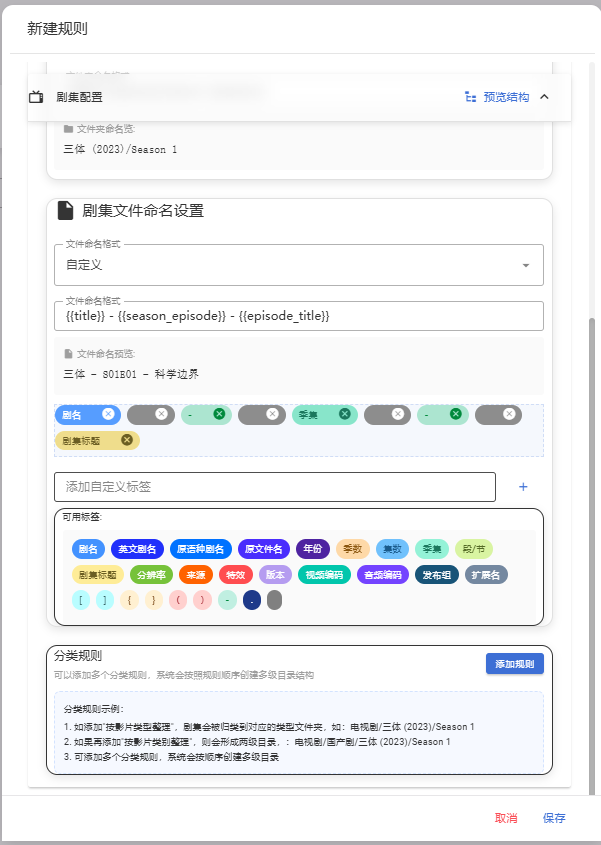 新建规则
剧集配置 预览结构
文件夹命名览:
三体 (2023)/Season 1
剧集文件命名设置
文件命名格式
自定义
文件命名格式
{{title}} - {{season_episode}} - {{episode_title}}
文件命名预览:
三体 - S01E01 - 科学边界
剧名 - 季集 -
剧集标题
添加自定义标签 +
可用标签:
剧名 英文剧名 原语种剧名 原文件名 年份 季数 集数 季集 段/节
剧集标题 分辨率 来源 特效 版本 视频编码 音频编码 发布组 扩展名
[ ] { } ( ) - .
分类规则 添加规则
可以添加多个分类规则，系统会按照规则顺序创建多级目录结构
分类规则示例:
1. 如添加"按影片类型整理"，剧集会被归类到对应的类型文件夹，如：电视剧/三体 (2023)/Season 1
2. 如果再添加"按影片类别整理"，则会形成两级目录，：电视剧/国产剧/三体 (2023)/Season 1
3. 可添加多个分类规则，系统会按顺序创建多级目录
取消 保存